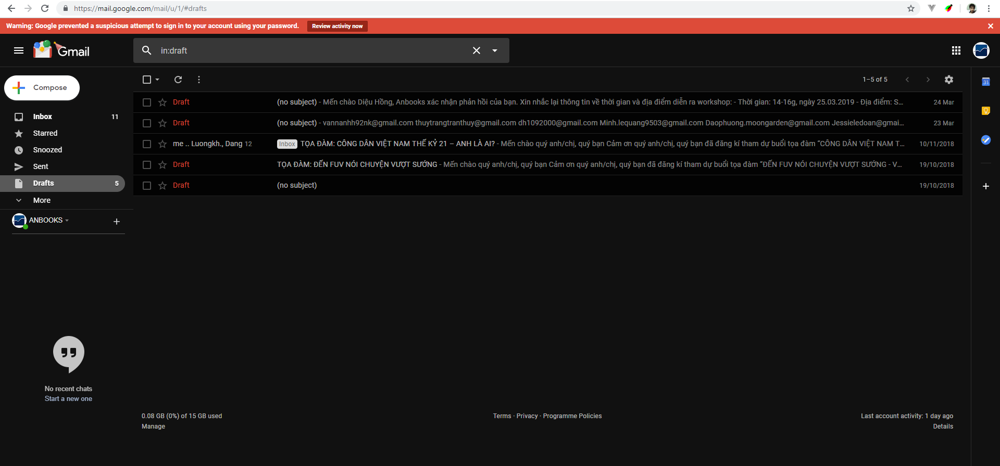 https://mail.google.com/mail/u/1/#drafts
Warning: Google prevented a suspicious attempt to sign in to your account using your password. Review activity now
Gmail
in:draft
Compose
1–5 of 5
31
Inbox 11
Starred
Snoozed
Sent
Drafts 5
More
ANBOOKS
Draft (no subject) - Mến chào Diệu Hồng, Anbooks xác nhận phản hồi của bạn. Xin nhắc lại thông tin về thời gian và địa điểm diễn ra workshop: - Thời gian: 14-16g, ngày 25.03.2019 - Địa điểm: S... 24 Mar
Draft (no subject) - vannanhh92nk@gmail.com thuytrangtranthuy@gmail.com dh1092000@gmail.com Minh.lequang9503@gmail.com Daophuong.moongarden@gmail.com Jessieledoan@gmai... 23 Mar
me .. Luongkh., Dang 12 Inbox TỌA ĐÀM: CÔNG DÂN VIỆT NAM THẾ KỶ 21 – ANH LÀ AI? - Mến chào quý anh/chị, quý bạn Cảm ơn quý anh/chị, quý bạn đã đăng kí tham dự buổi tọa đàm “CÔNG DÂN VIỆT NAM T... 10/11/2018
Draft TỌA ĐÀM: ĐẾN FUV NÓI CHUYỆN VƯỢT SƯỚNG - Mến chào quý anh/chị, quý bạn Cảm ơn quý anh/chị, quý bạn đã đăng kí tham dự buổi tọa đàm “ĐẾN FUV NÓI CHUYỆN VƯỢT SƯỚNG - V... 19/10/2018
Draft (no subject) 19/10/2018
No recent chats
Start a new one
0.08 GB (0%) of 15 GB used
Manage
Terms · Privacy · Programme Policies
Last account activity: 1 day ago
Details